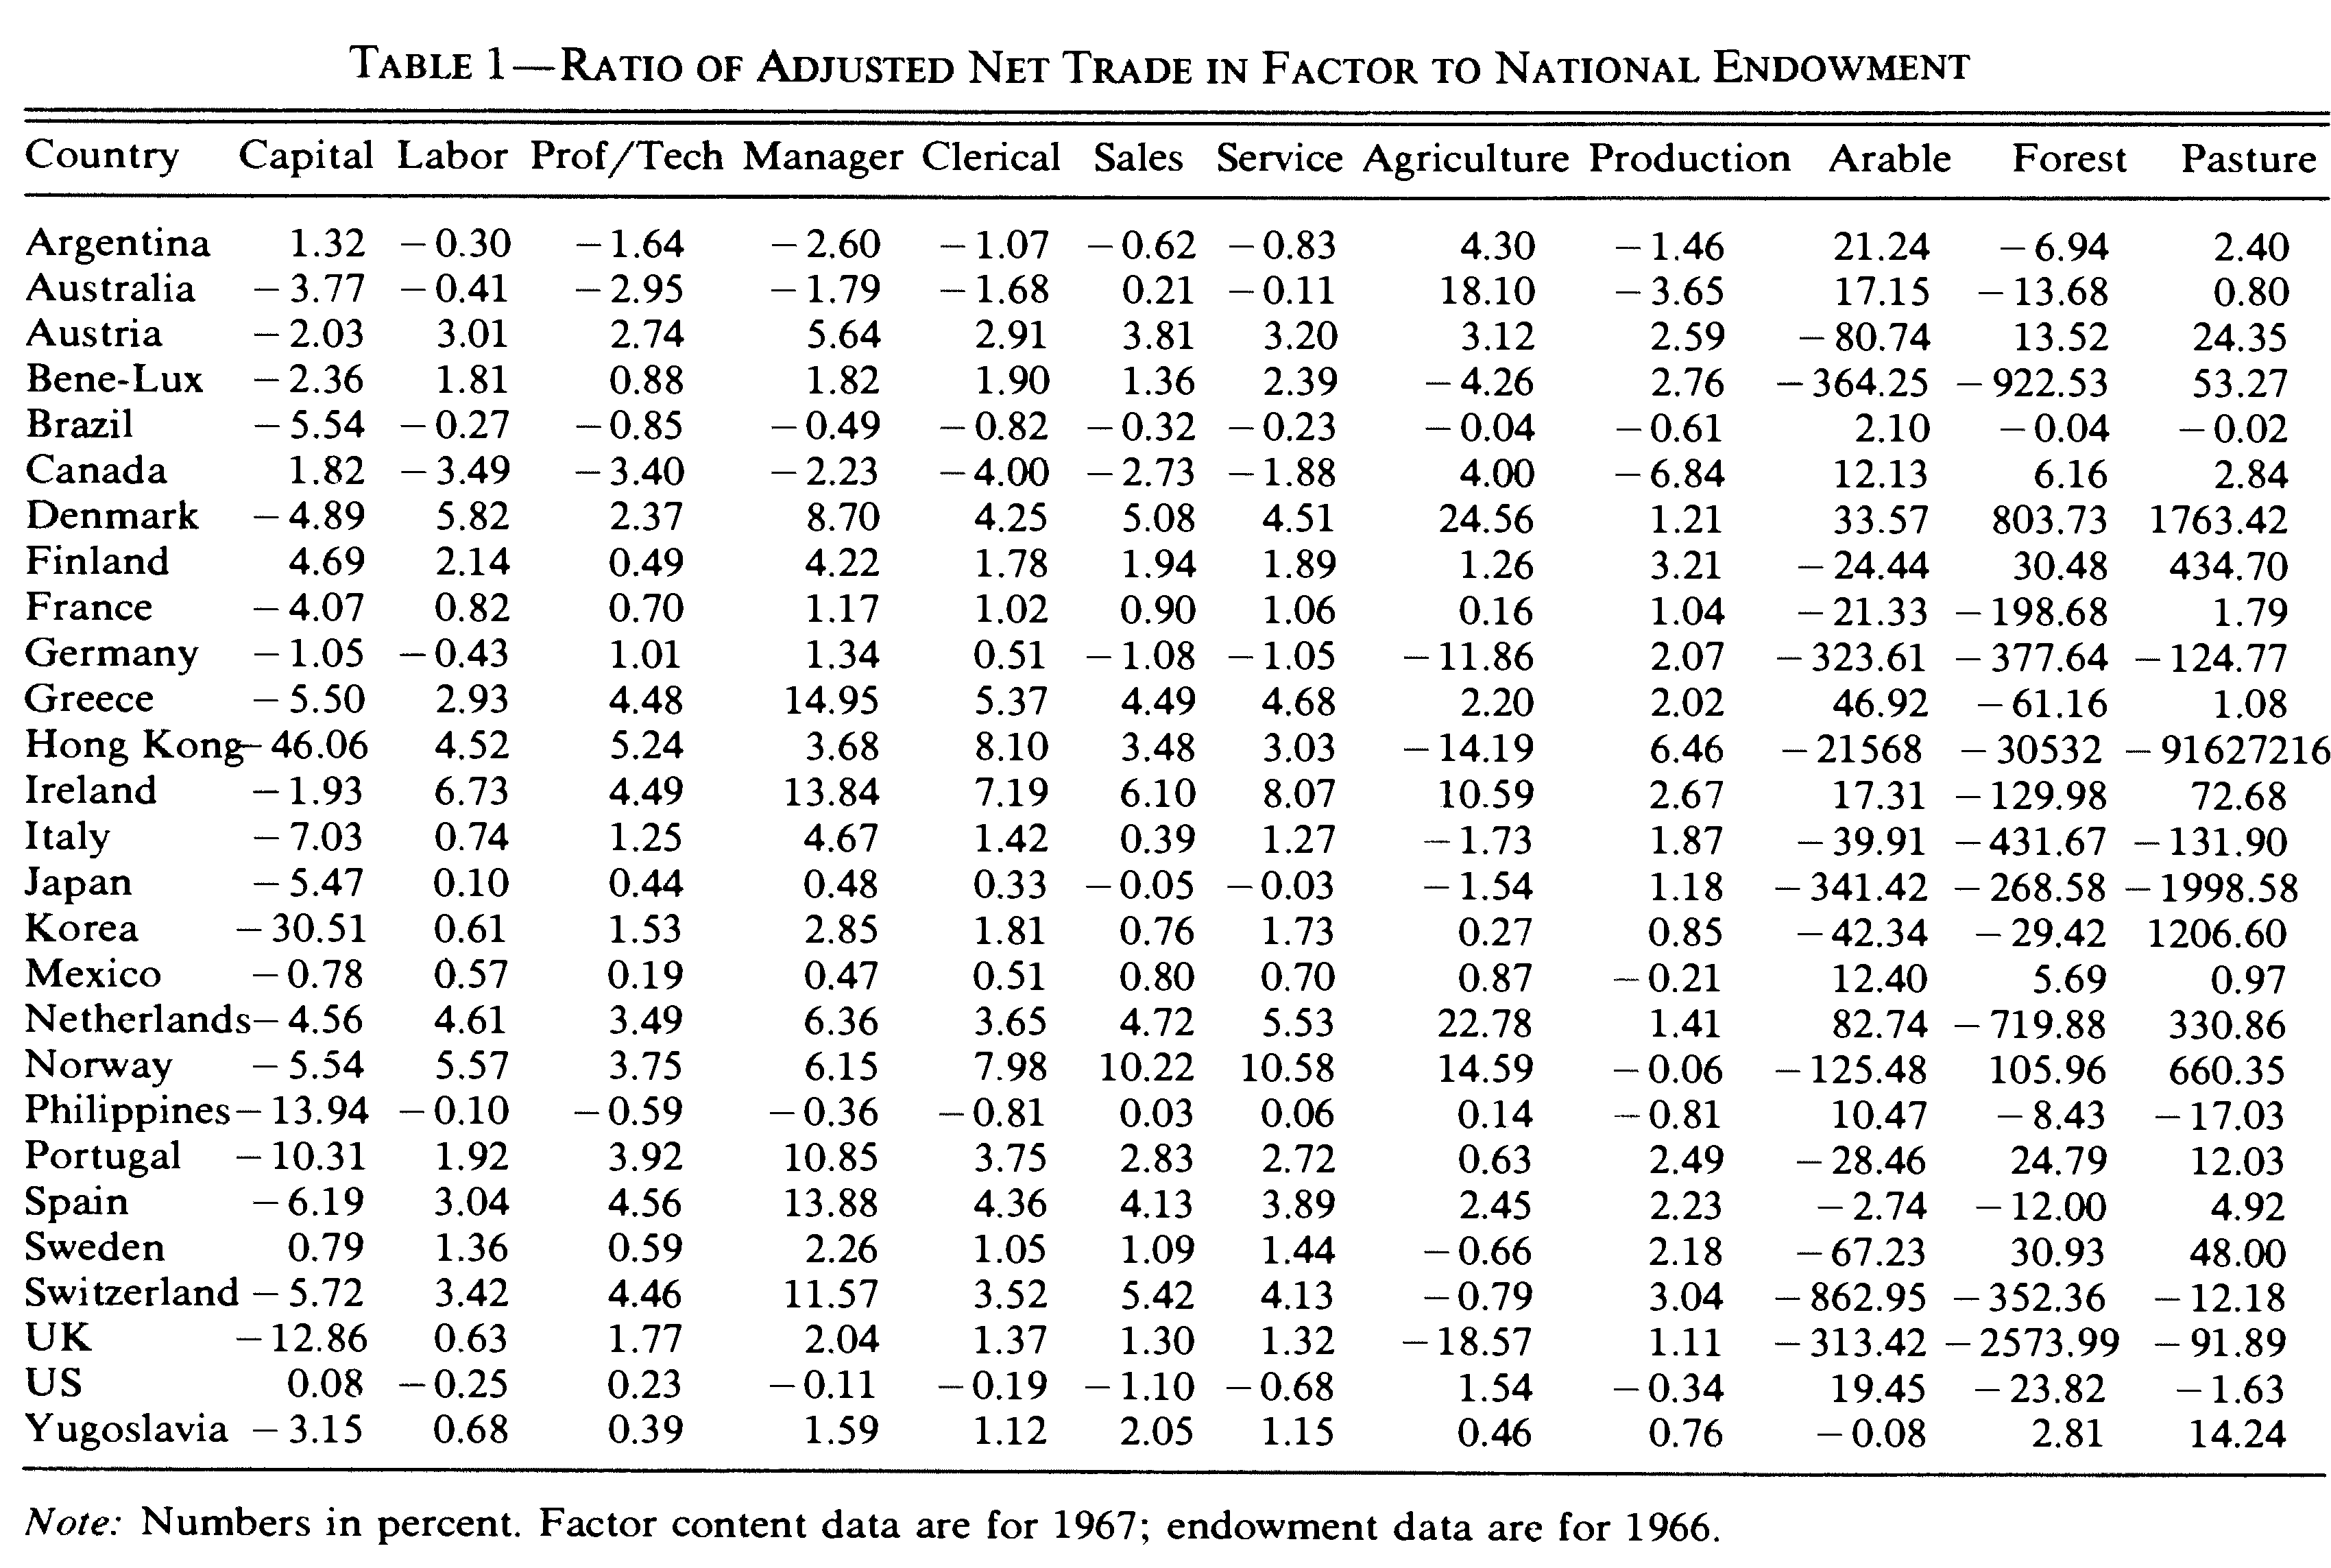 TABLE 1—RATIO OF ADJUSTED NET TRADE IN FACTOR TO NATIONAL ENDOWMENT
Country Capital Labor Prof/Tech Manager Clerical Sales Service Agriculture Production Arable Forest Pasture
Argentina 1.32 −0.30 −1.64 −2.60 −1.07 −0.62 −0.83 4.30 −1.46 21.24 −6.94 2.40
Australia −3.77 −0.41 −2.95 −1.79 −1.68 0.21 −0.11 18.10 −3.65 17.15 −13.68 0.80
Austria −2.03 3.01 2.74 5.64 2.91 3.81 3.20 3.12 2.59 −80.74 13.52 24.35
Bene-Lux −2.36 1.81 0.88 1.82 1.90 1.36 2.39 −4.26 2.76 −364.25 −922.53 53.27
Brazil −5.54 −0.27 −0.85 −0.49 −0.82 −0.32 −0.23 −0.04 −0.61 2.10 −0.04 −0.02
Canada 1.82 −3.49 −3.40 −2.23 −4.00 −2.73 −1.88 4.00 −6.84 12.13 6.16 2.84
Denmark −4.89 5.82 2.37 8.70 4.25 5.08 4.51 24.56 1.21 33.57 803.73 1763.42
Finland 4.69 2.14 0.49 4.22 1.78 1.94 1.89 1.26 3.21 −24.44 30.48 434.70
France −4.07 0.82 0.70 1.17 1.02 0.90 1.06 0.16 1.04 −21.33 −198.68 1.79
Germany −1.05 −0.43 1.01 1.34 0.51 −1.08 −1.05 −11.86 2.07 −323.61 −377.64 −124.77
Greece −5.50 2.93 4.48 14.95 5.37 4.49 4.68 2.20 2.02 46.92 −61.16 1.08
Hong Kong −46.06 4.52 5.24 3.68 8.10 3.48 3.03 −14.19 6.46 −21568 −30532 −91627216
Ireland −1.93 6.73 4.49 13.84 7.19 6.10 8.07 10.59 2.67 17.31 −129.98 72.68
Italy −7.03 0.74 1.25 4.67 1.42 0.39 1.27 −1.73 1.87 −39.91 −431.67 −131.90
Japan −5.47 0.10 0.44 0.48 0.33 −0.05 −0.03 −1.54 1.18 −341.42 −268.58 −1998.58
Korea −30.51 0.61 1.53 2.85 1.81 0.76 1.73 0.27 0.85 −42.34 −29.42 1206.60
Mexico −0.78 0.57 0.19 0.47 0.51 0.80 0.70 0.87 −0.21 12.40 5.69 0.97
Netherlands −4.56 4.61 3.49 6.36 3.65 4.72 5.53 22.78 1.41 82.74 −719.88 330.86
Norway −5.54 5.57 3.75 6.15 7.98 10.22 10.58 14.59 −0.06 −125.48 105.96 660.35
Philippines −13.94 −0.10 −0.59 −0.36 −0.81 0.03 0.06 0.14 −0.81 10.47 −8.43 −17.03
Portugal −10.31 1.92 3.92 10.85 3.75 2.83 2.72 0.63 2.49 −28.46 24.79 12.03
Spain −6.19 3.04 4.56 13.88 4.36 4.13 3.89 2.45 2.23 −2.74 −12.00 4.92
Sweden 0.79 1.36 0.59 2.26 1.05 1.09 1.44 −0.66 2.18 −67.23 30.93 48.00
Switzerland −5.72 3.42 4.46 11.57 3.52 5.42 4.13 −0.79 3.04 −862.95 −352.36 −12.18
UK −12.86 0.63 1.77 2.04 1.37 1.30 1.32 −18.57 1.11 −313.42 −2573.99 −91.89
US 0.08 −0.25 0.23 −0.11 −0.19 −1.10 −0.68 1.54 −0.34 19.45 −23.82 −1.63
Yugoslavia −3.15 0.68 0.39 1.59 1.12 2.05 1.15 0.46 0.76 −0.08 2.81 14.24
Note: Numbers in percent. Factor content data are for 1967; endowment data are for 1966.